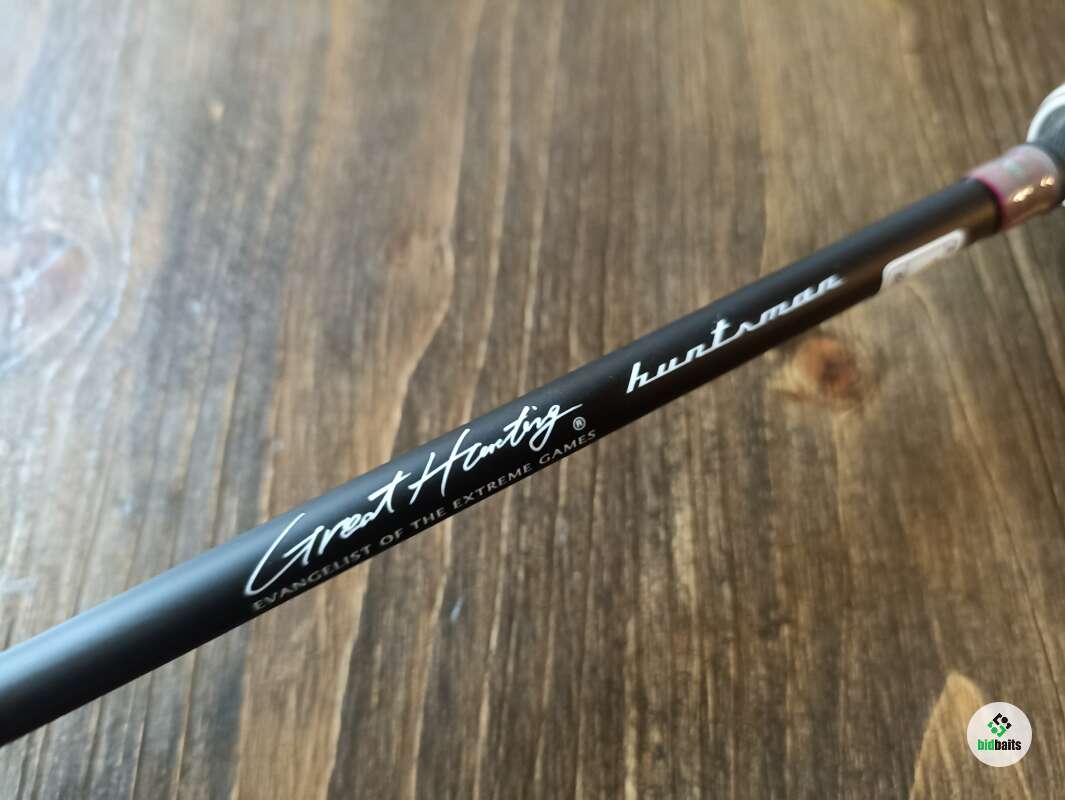 Great Hunting®
EVANGELIST OF THE EXTREME GAMES
huntsman
bidbaits